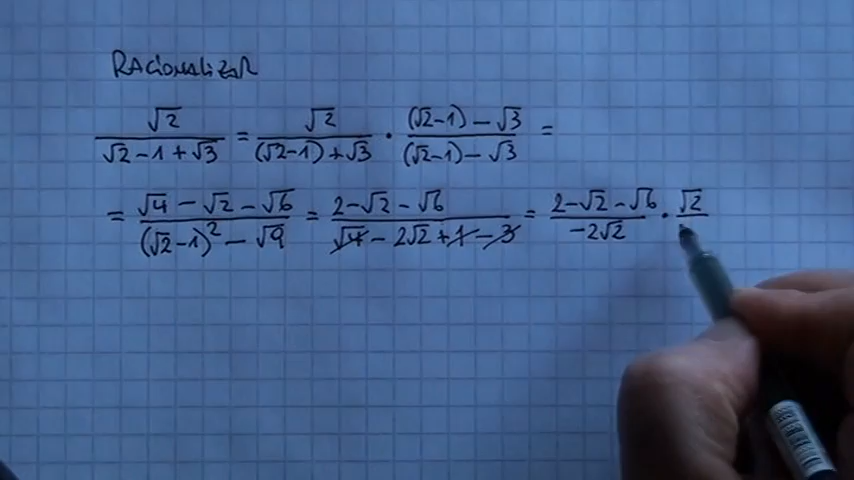 RACionalizaR
√2 / (√2-1+√3) = √2 / ((√2-1)+√3) · ((√2-1)-√3) / ((√2-1)-√3) =
= (√4-√2-√6) / ((√2-1)²-√9) = (2-√2-√6) / (√4-2√2+1-3) = (2-√2-√6) / (-2√2) · √2